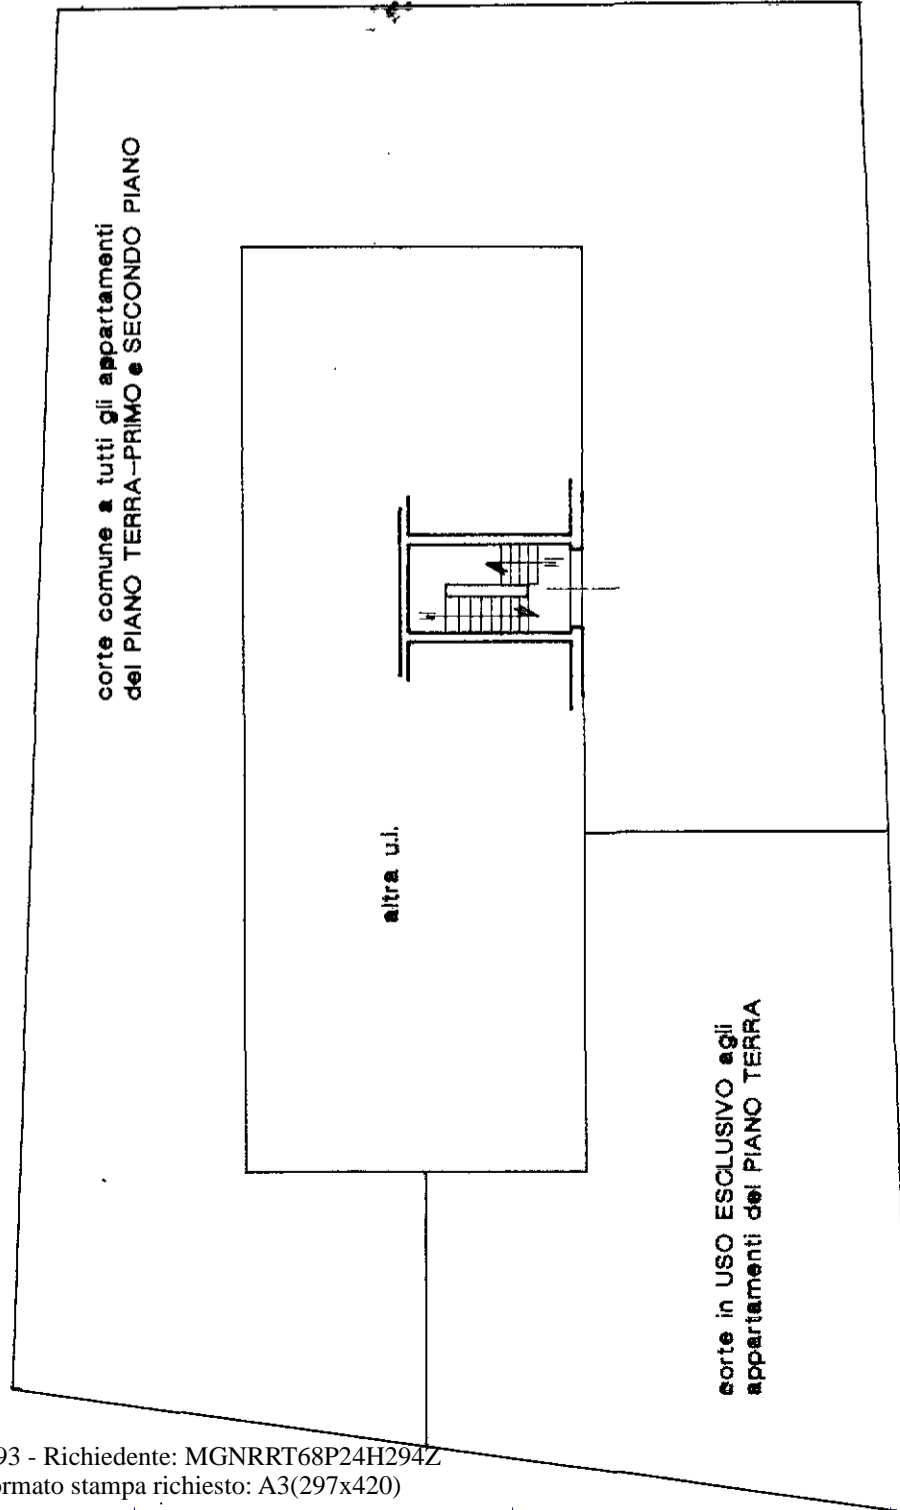 corte comune a tutti gli appartamenti
del PIANO TERRA-PRIMO e SECONDO PIANO
altra u.i.
corte in USO ESCLUSIVO agli
appartamenti del PIANO TERRA
93 - Richiedente: MGNRRT68P24H294Z
ormato stampa richiesto: A3(297x420)